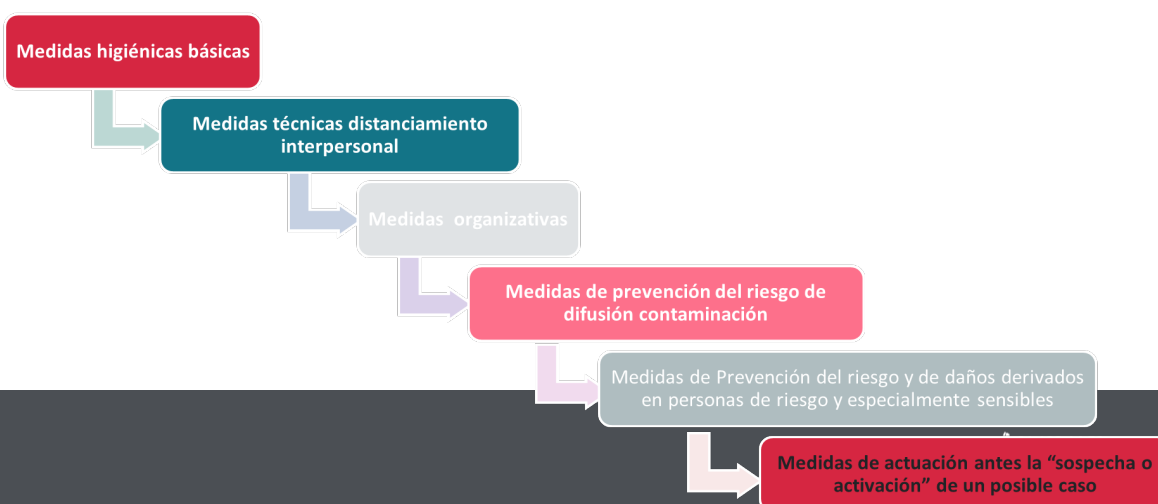 Medidas higiénicas básicas
Medidas técnicas distanciamiento
interpersonal
Medidas organizativas
Medidas de prevención del riesgo de
difusión contaminación
Medidas de Prevención del riesgo y de daños derivados
en personas de riesgo y especialmente sensibles
Medidas de actuación antes la “sospecha o
activación” de un posible caso